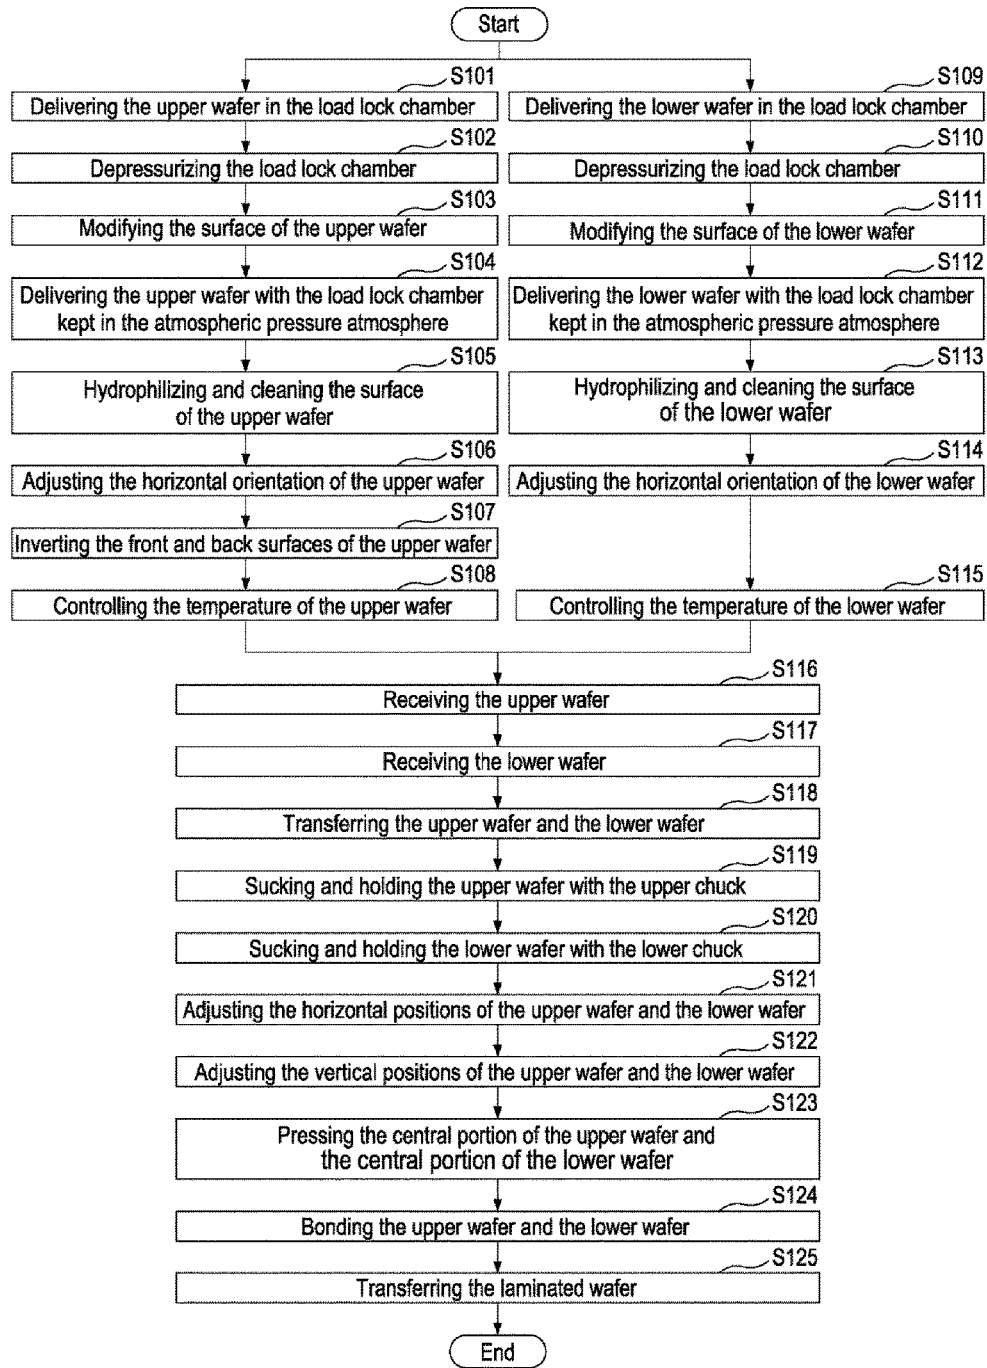 Start
S101
Delivering the upper wafer in the load lock chamber
S102
Depressurizing the load lock chamber
S103
Modifying the surface of the upper wafer
S104
Delivering the upper wafer with the load lock chamber
kept in the atmospheric pressure atmosphere
S105
Hydrophilizing and cleaning the surface
of the upper wafer
S106
Adjusting the horizontal orientation of the upper wafer
S107
Inverting the front and back surfaces of the upper wafer
S108
Controlling the temperature of the upper wafer
S109
Delivering the lower wafer in the load lock chamber
S110
Depressurizing the load lock chamber
S111
Modifying the surface of the lower wafer
S112
Delivering the lower wafer with the load lock chamber
kept in the atmospheric pressure atmosphere
S113
Hydrophilizing and cleaning the surface
of the lower wafer
S114
Adjusting the horizontal orientation of the lower wafer
S115
Controlling the temperature of the lower wafer
S116
Receiving the upper wafer
S117
Receiving the lower wafer
S118
Transferring the upper wafer and the lower wafer
S119
Sucking and holding the upper wafer with the upper chuck
S120
Sucking and holding the lower wafer with the lower chuck
S121
Adjusting the horizontal positions of the upper wafer and the lower wafer
S122
Adjusting the vertical positions of the upper wafer and the lower wafer
S123
Pressing the central portion of the upper wafer and
the central portion of the lower wafer
S124
Bonding the upper wafer and the lower wafer
S125
Transferring the laminated wafer
End